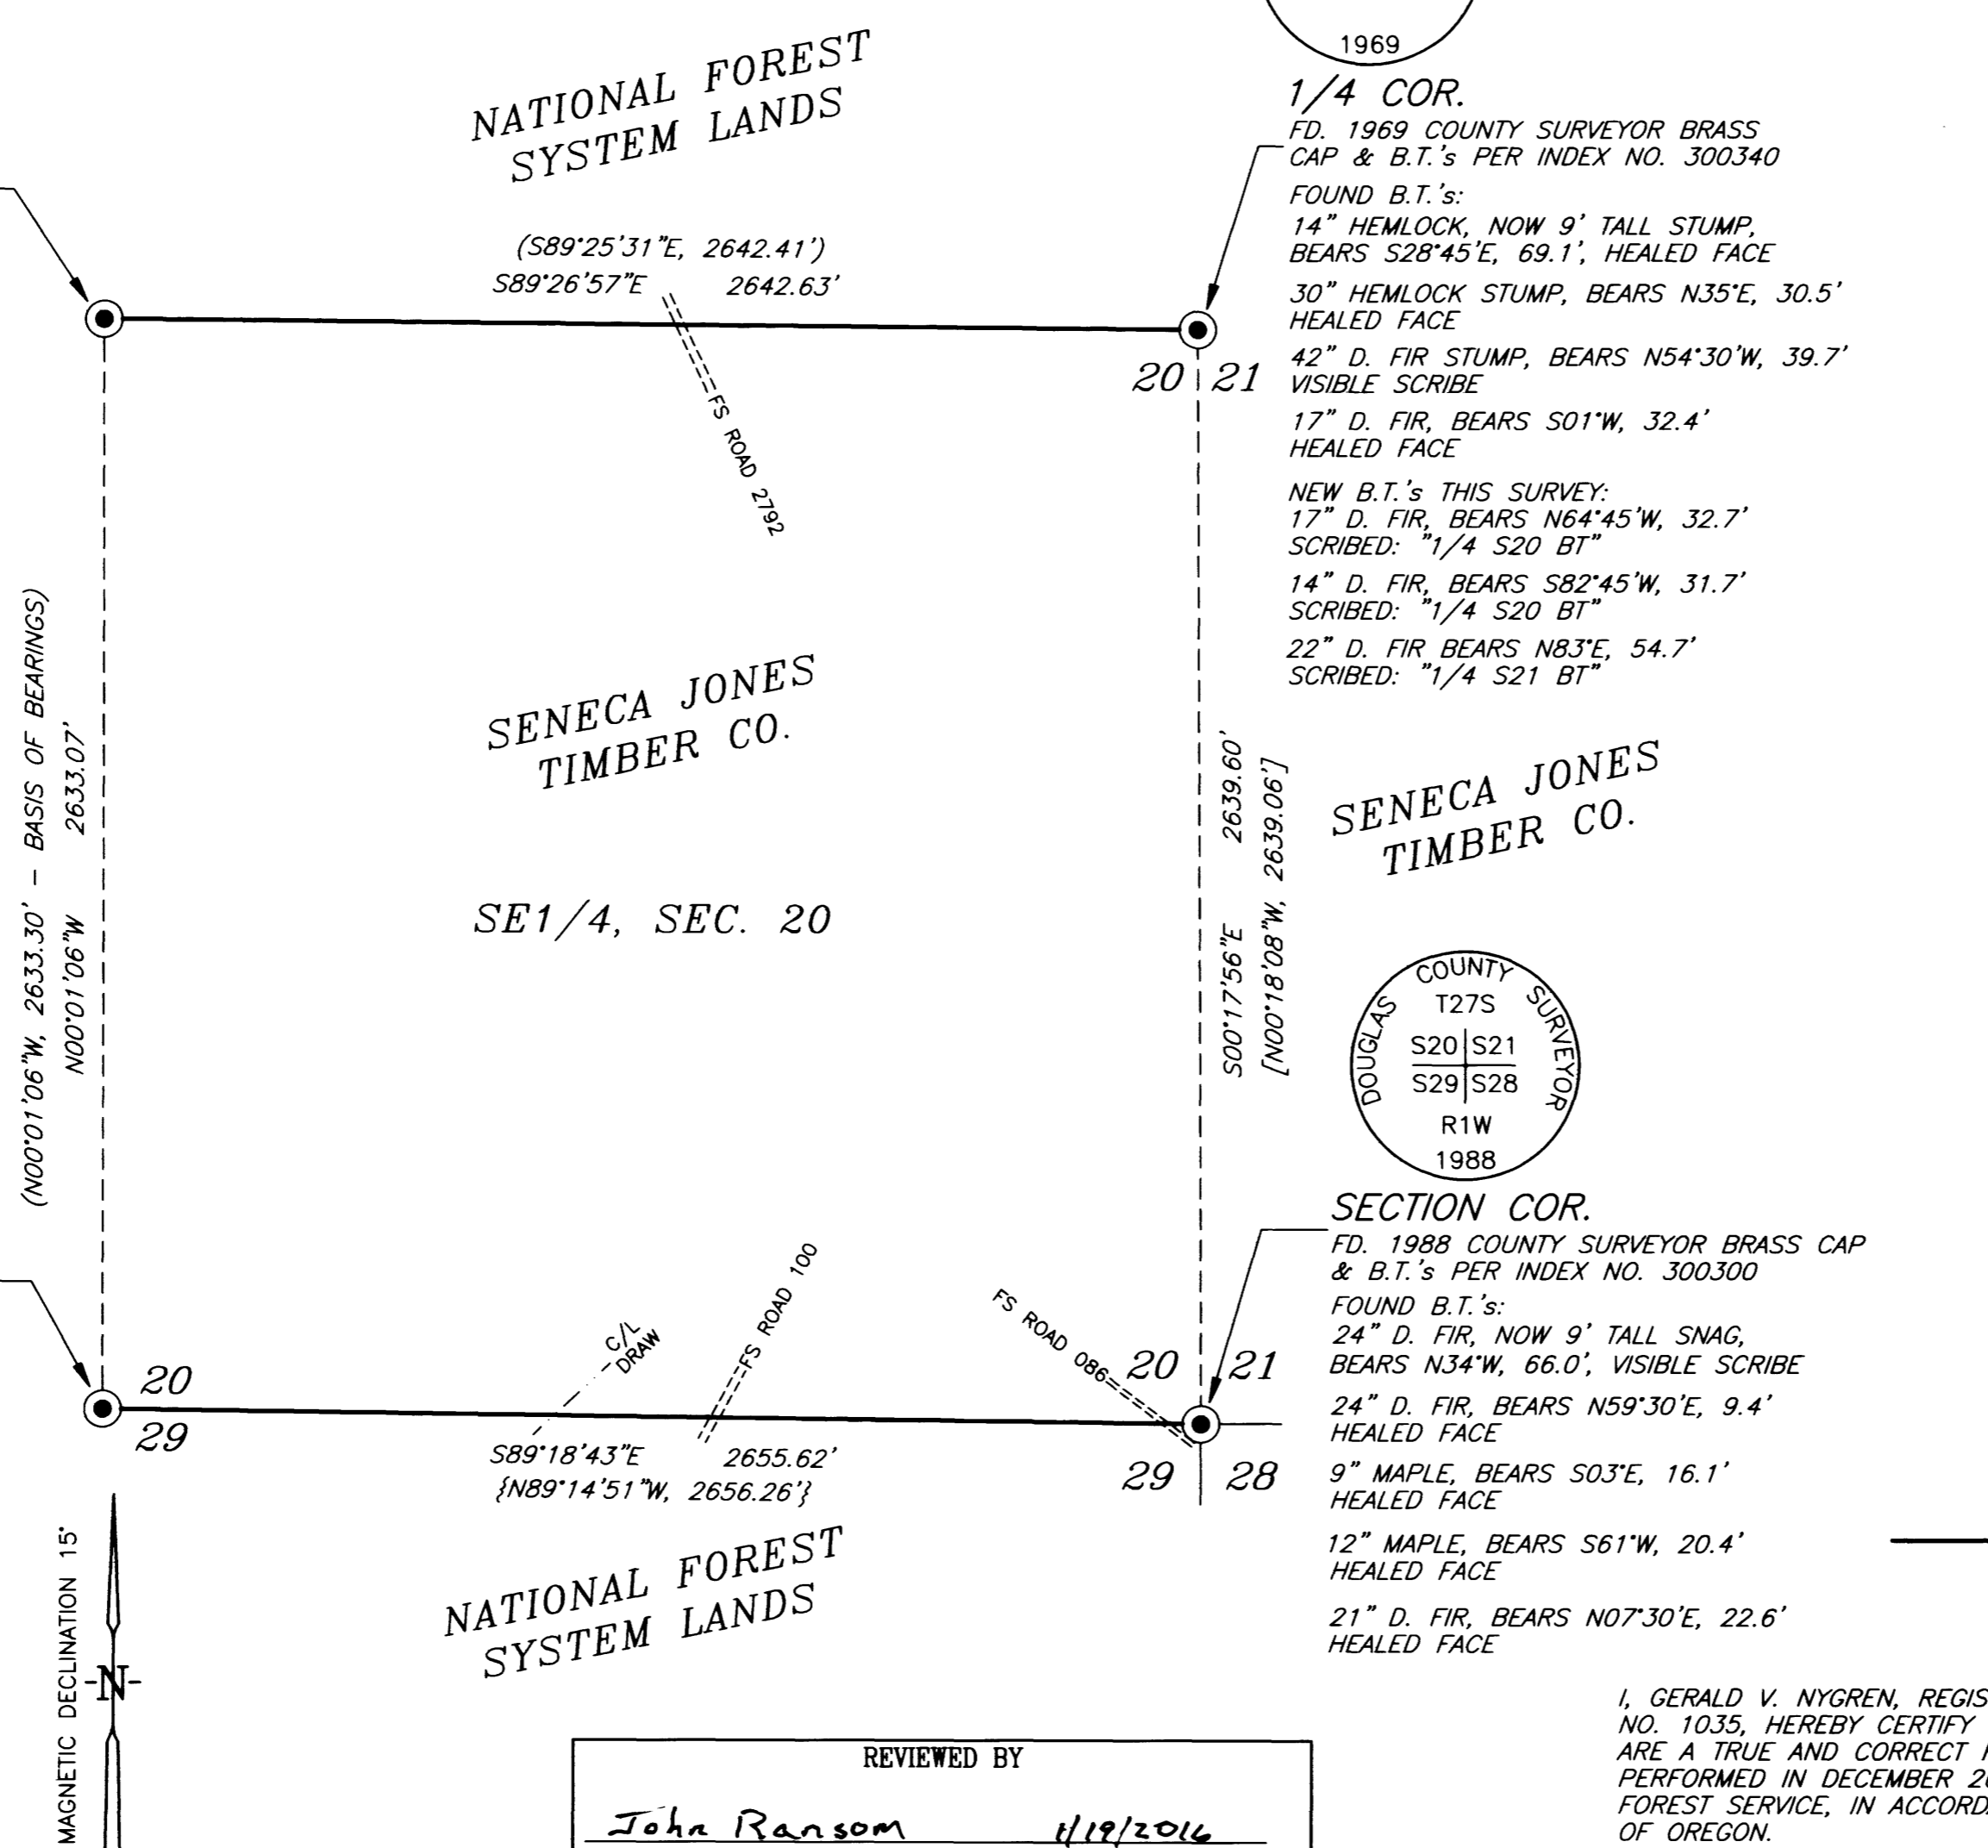 1969
1/4 COR.
FD. 1969 COUNTY SURVEYOR BRASS
CAP & B.T.'s PER INDEX NO. 300340
FOUND B.T.'s:
14" HEMLOCK, NOW 9' TALL STUMP,
BEARS S28°45'E, 69.1', HEALED FACE
30" HEMLOCK STUMP, BEARS N35°E, 30.5'
HEALED FACE
42" D. FIR STUMP, BEARS N54°30'W, 39.7'
VISIBLE SCRIBE
17" D. FIR, BEARS S01°W, 32.4'
HEALED FACE
NEW B.T.'s THIS SURVEY:
17" D. FIR, BEARS N64°45'W, 32.7'
SCRIBED: "1/4 S20 BT"
14" D. FIR, BEARS S82°45'W, 31.7'
SCRIBED: "1/4 S20 BT"
22" D. FIR BEARS N83°E, 54.7'
SCRIBED: "1/4 S21 BT"
NATIONAL FOREST
SYSTEM LANDS
(S89°25'31"E, 2642.41')
S89°26'57"E 2642.63'
FS ROAD 2792
20 21
(N00°01'06"W, 2633.30' - BASIS OF BEARINGS)
N00°01'06"W 2633.07'
SENECA JONES
TIMBER CO.
SE1/4, SEC. 20
S00°17'56"E 2639.60'
[N00°18'08"W, 2639.06']
SENECA JONES
TIMBER CO.
DOUGLAS COUNTY SURVEYOR
T27S
S20 S21
S29 S28
R1W
1988
SECTION COR.
FD. 1988 COUNTY SURVEYOR BRASS CAP
& B.T.'s PER INDEX NO. 300300
FOUND B.T.'s:
24" D. FIR, NOW 9' TALL SNAG,
BEARS N34°W, 66.0', VISIBLE SCRIBE
24" D. FIR, BEARS N59°30'E, 9.4'
HEALED FACE
9" MAPLE, BEARS S03°E, 16.1'
HEALED FACE
12" MAPLE, BEARS S61°W, 20.4'
HEALED FACE
21" D. FIR, BEARS N07°30'E, 22.6'
HEALED FACE
C/L
DRAW
FS ROAD 100
FS ROAD 086
20
29
20 21
29 28
S89°18'43"E 2655.62'
{N89°14'51"W, 2656.26'}
NATIONAL FOREST
SYSTEM LANDS
MAGNETIC DECLINATION 15°
-N-
REVIEWED BY
John Ransom 1/19/2016
I, GERALD V. NYGREN, REGIS
NO. 1035, HEREBY CERTIFY
ARE A TRUE AND CORRECT
PERFORMED IN DECEMBER 20
FOREST SERVICE, IN ACCORD
OF OREGON.